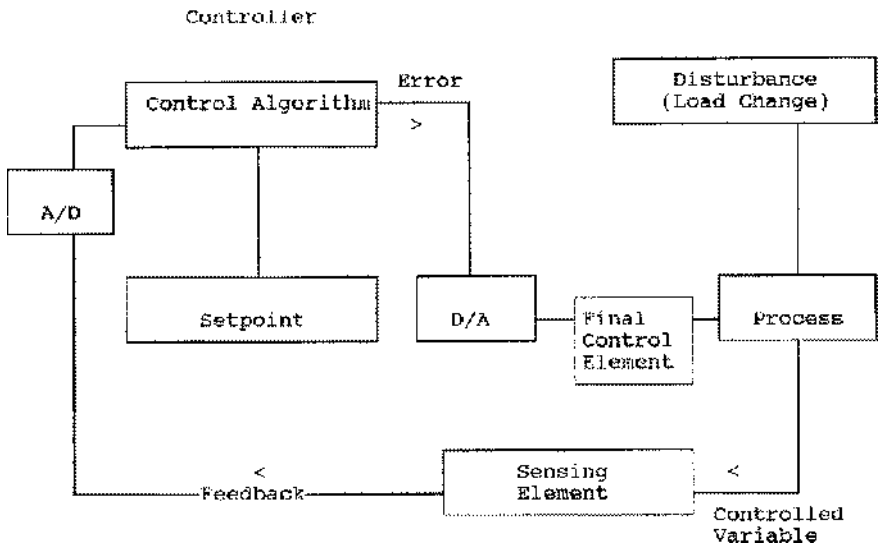 Controller
Error
Control Algorithm
>
Disturbance
(Load Change)
A/D
Setpoint
D/A
Final
Control
Element
Process
<
Feedback
Sensing
Element
<
Controlled
Variable